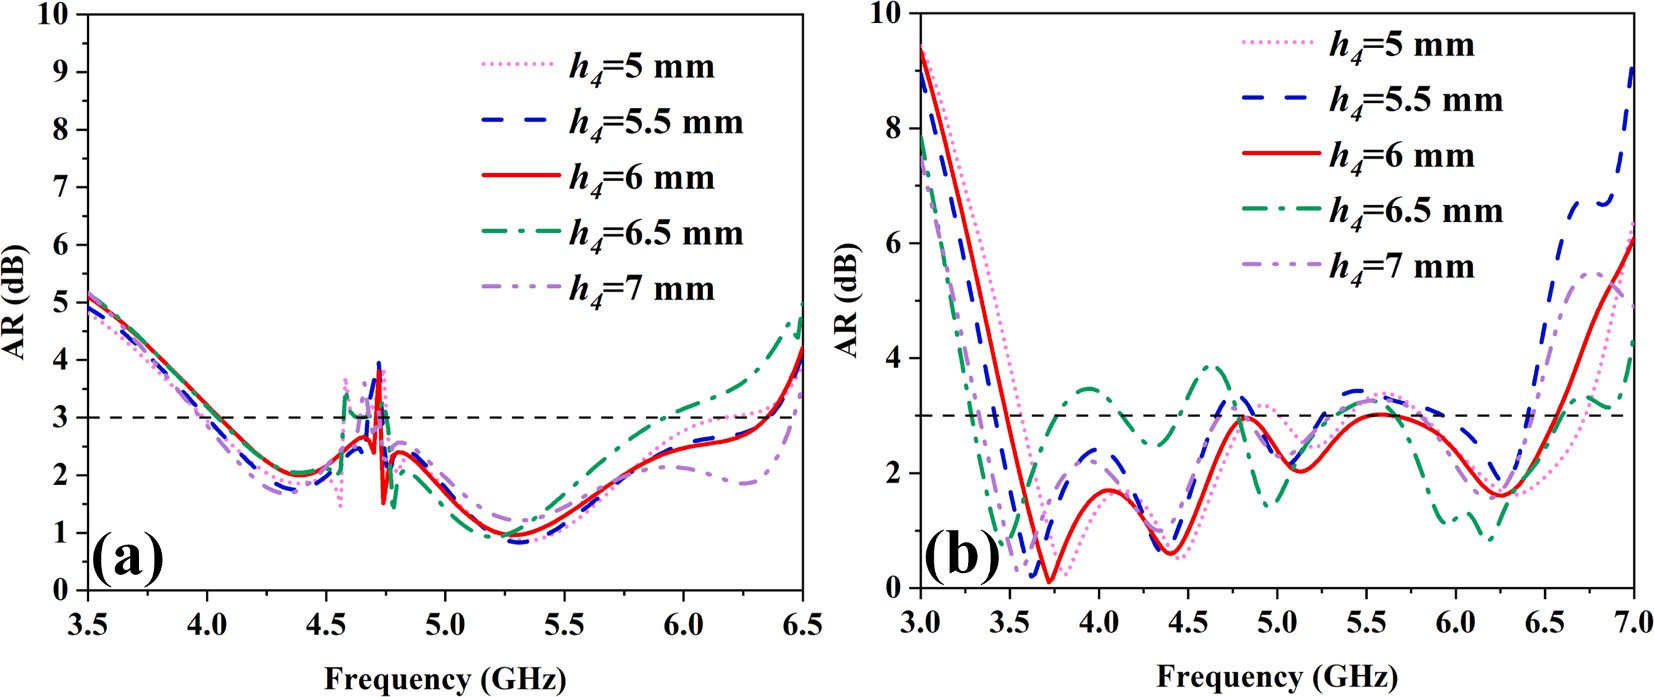 10
9
8
7
6
5
4
3
2
1
0
AR (dB)
h4=5 mm
h4=5.5 mm
h4=6 mm
h4=6.5 mm
h4=7 mm
(a)
3.5 4.0 4.5 5.0 5.5 6.0 6.5
Frequency (GHz)
10
8
6
4
2
0
AR (dB)
h4=5 mm
h4=5.5 mm
h4=6 mm
h4=6.5 mm
h4=7 mm
(b)
3.0 3.5 4.0 4.5 5.0 5.5 6.0 6.5 7.0
Frequency (GHz)